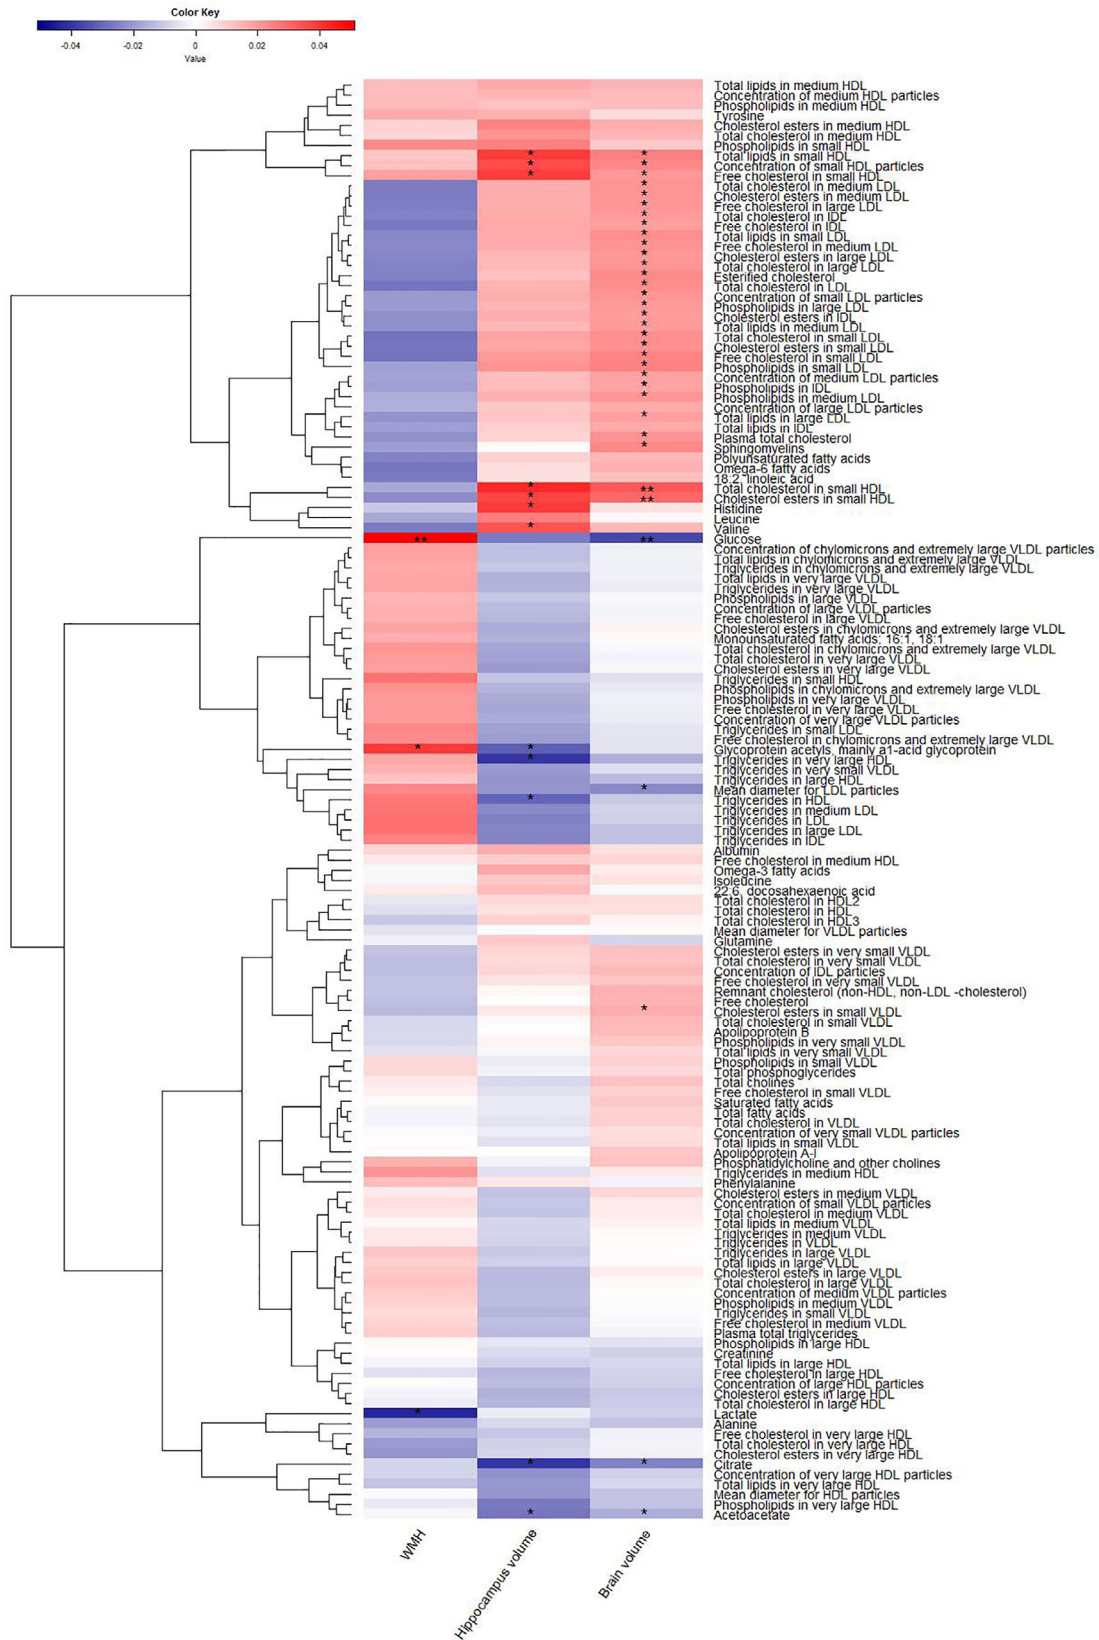 Color Key
-0.04 -0.02 0 0.02 0.04
Value
Total lipids in medium HDL
Concentration of medium HDL particles
Phospholipids in medium HDL
Tyrosine
Cholesterol esters in medium HDL
Total cholesterol in medium HDL
Phospholipids in small HDL
* * Total lipids in small HDL
* * Concentration of small HDL particles
* * Free cholesterol in small HDL
* Total cholesterol in medium LDL
* Cholesterol esters in medium LDL
* Free cholesterol in large LDL
* Total cholesterol in IDL
* Free cholesterol in IDL
* Total lipids in small LDL
* Free cholesterol in medium LDL
* Cholesterol esters in large LDL
* Total cholesterol in large LDL
* Esterified cholesterol
* Total cholesterol in LDL
* Concentration of small LDL particles
* Phospholipids in large LDL
* Cholesterol esters in IDL
* Total lipids in medium LDL
* Total cholesterol in small LDL
* Cholesterol esters in small LDL
* Free cholesterol in small LDL
* Phospholipids in small LDL
* Concentration of medium LDL particles
* Phospholipids in IDL
* Phospholipids in medium LDL
Concentration of large LDL particles
* Total lipids in large LDL
Total lipids in IDL
* Plasma total cholesterol
* Sphingomyelins
Polyunsaturated fatty acids
Omega-6 fatty acids
18:2, linoleic acid
* ** Total cholesterol in small HDL
* ** Cholesterol esters in small HDL
* Histidine
Leucine
* Valine
** ** Glucose
Concentration of chylomicrons and extremely large VLDL particles
Total lipids in chylomicrons and extremely large VLDL
Triglycerides in chylomicrons and extremely large VLDL
Total lipids in very large VLDL
Triglycerides in very large VLDL
Phospholipids in large VLDL
Concentration of large VLDL particles
Free cholesterol in large VLDL
Cholesterol esters in chylomicrons and extremely large VLDL
Monounsaturated fatty acids; 16:1, 18:1
Total cholesterol in chylomicrons and extremely large VLDL
Total cholesterol in very large VLDL
Cholesterol esters in very large VLDL
Triglycerides in small HDL
Phospholipids in chylomicrons and extremely large VLDL
Phospholipids in very large VLDL
Free cholesterol in very large VLDL
Concentration of very large VLDL particles
Triglycerides in small LDL
Free cholesterol in chylomicrons and extremely large VLDL
* * Glycoprotein acetyls, mainly a1-acid glycoprotein
* Triglycerides in very large HDL
Triglycerides in very small VLDL
Triglycerides in large HDL
* Mean diameter for LDL particles
* Triglycerides in HDL
Triglycerides in medium LDL
Triglycerides in LDL
Triglycerides in large LDL
Triglycerides in IDL
Albumin
Free cholesterol in medium HDL
Omega-3 fatty acids
Isoleucine
22:6, docosahexaenoic acid
Total cholesterol in HDL2
Total cholesterol in HDL
Total cholesterol in HDL3
Mean diameter for VLDL particles
Glutamine
Cholesterol esters in very small VLDL
Total cholesterol in very small VLDL
Concentration of IDL particles
Free cholesterol in very small VLDL
Remnant cholesterol (non-HDL, non-LDL -cholesterol)
Free cholesterol
* Cholesterol esters in small VLDL
Total cholesterol in small VLDL
Apolipoprotein B
Phospholipids in very small VLDL
Total lipids in very small VLDL
Phospholipids in small VLDL
Total phosphoglycerides
Total cholines
Free cholesterol in small VLDL
Saturated fatty acids
Total fatty acids
Total cholesterol in VLDL
Concentration of very small VLDL particles
Total lipids in small VLDL
Apolipoprotein A-I
Phosphatidylcholine and other cholines
Triglycerides in medium HDL
Phenylalanine
Cholesterol esters in medium VLDL
Concentration of small VLDL particles
Total cholesterol in medium VLDL
Total lipids in medium VLDL
Triglycerides in medium VLDL
Triglycerides in VLDL
Triglycerides in large VLDL
Total lipids in large VLDL
Cholesterol esters in large VLDL
Total cholesterol in large VLDL
Concentration of medium VLDL particles
Phospholipids in medium VLDL
Triglycerides in small VLDL
Free cholesterol in medium VLDL
Plasma total triglycerides
Phospholipids in large HDL
Creatinine
Total lipids in large HDL
Free cholesterol in large HDL
Concentration of large HDL particles
Cholesterol esters in large HDL
Total cholesterol in large HDL
* Lactate
Alanine
Free cholesterol in very large HDL
Total cholesterol in very large HDL
Cholesterol esters in very large HDL
* * Citrate
Concentration of very large HDL particles
Total lipids in very large HDL
Mean diameter for HDL particles
Phospholipids in very large HDL
* * Acetoacetate
WMH
Hippocampus volume
Brain volume